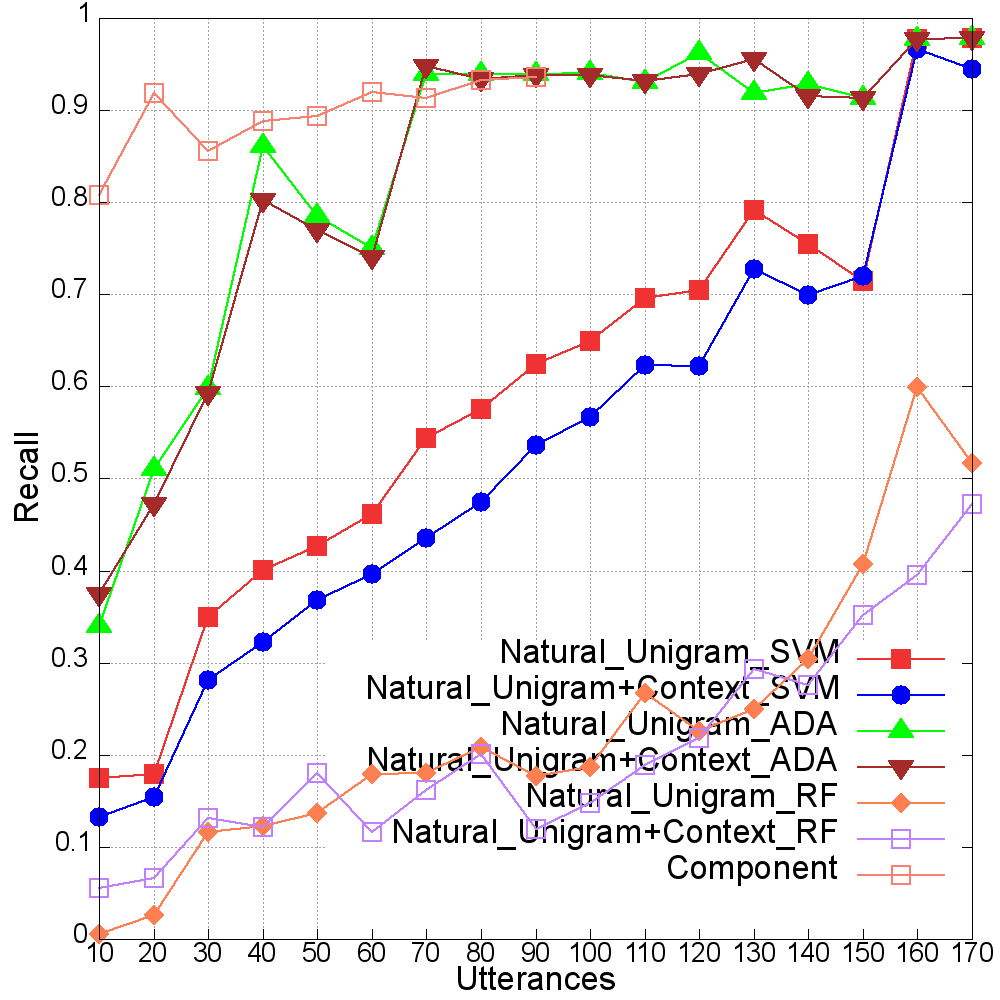 1
0.9
0.8
0.7
0.6
0.5
0.4
0.3
0.2
0.1
0
Recall
Natural_Unigram_SVM
Natural_Unigram+Context_SVM
Natural_Unigram_ADA
Natural_Unigram+Context_ADA
Natural_Unigram_RF
Natural_Unigram+Context_RF
Component
10 20 30 40 50 60 70 80 90 100 110 120 130 140 150 160 170
Utterances